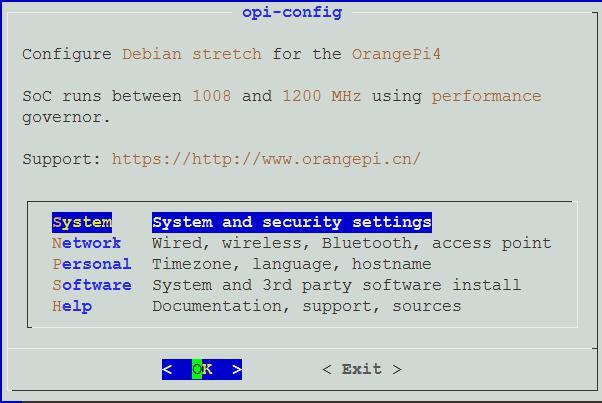 opi-config
Configure Debian stretch for the OrangePi4
SoC runs between 1008 and 1200 MHz using performance
governor.
Support: https://http://www.orangepi.cn/
System System and security settings
Network Wired, wireless, Bluetooth, access point
Personal Timezone, language, hostname
Software System and 3rd party software install
Help Documentation, support, sources
< OK > < Exit >